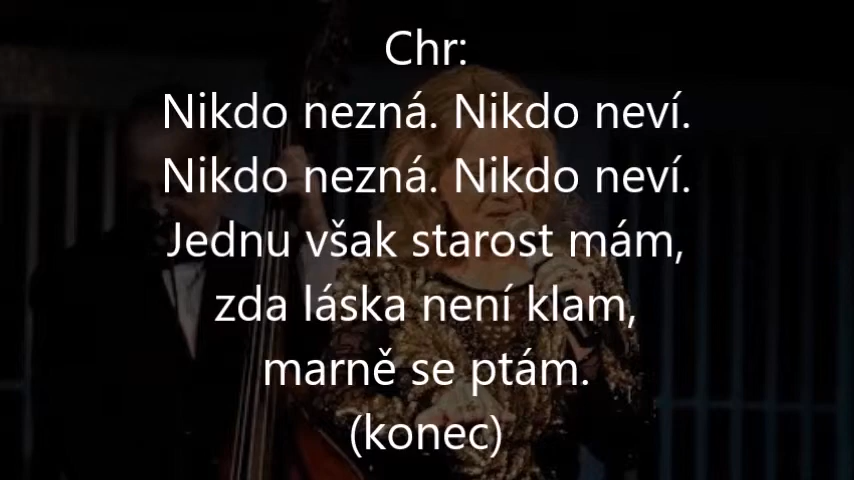 Chr:
Nikdo nezná. Nikdo neví.
Nikdo nezná. Nikdo neví.
Jednu však starost mám,
zda láska není klam,
marně se ptám.
(konec)